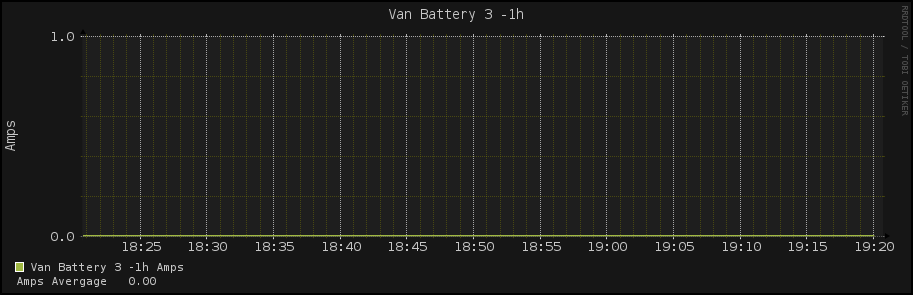 Van Battery 3 -1h
RRDTOOL / TOBI OETIKER
Amps
1.0
0.0
18:25 18:30 18:35 18:40 18:45 18:50 18:55 19:00 19:05 19:10 19:15 19:20
Van Battery 3 -1h Amps
Amps Avergage 0.00